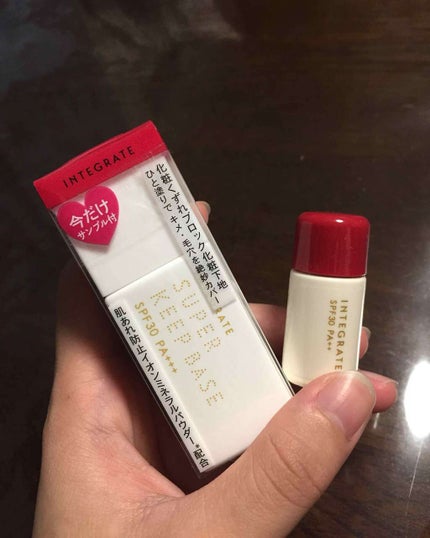 INTEGRATE
今だけ
サンプル付
化粧くずれブロック化粧下地
ひと塗りで キメ・毛穴を絶妙カバー
SUPER
KEEP BASE
SPF30 PA+++
肌あれ防止イオンミネラルパウダー*配合
INTEGRATE
SPF30 PA++